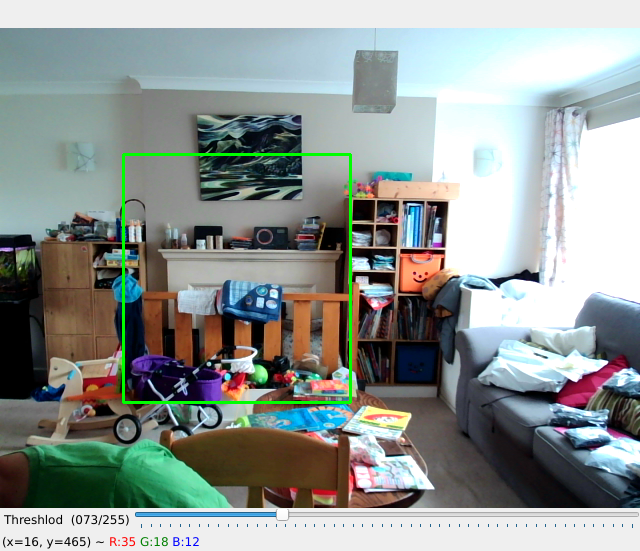 Threshlod (073/255)
(x=16, y=465) ~ R:35 G:18 B:12